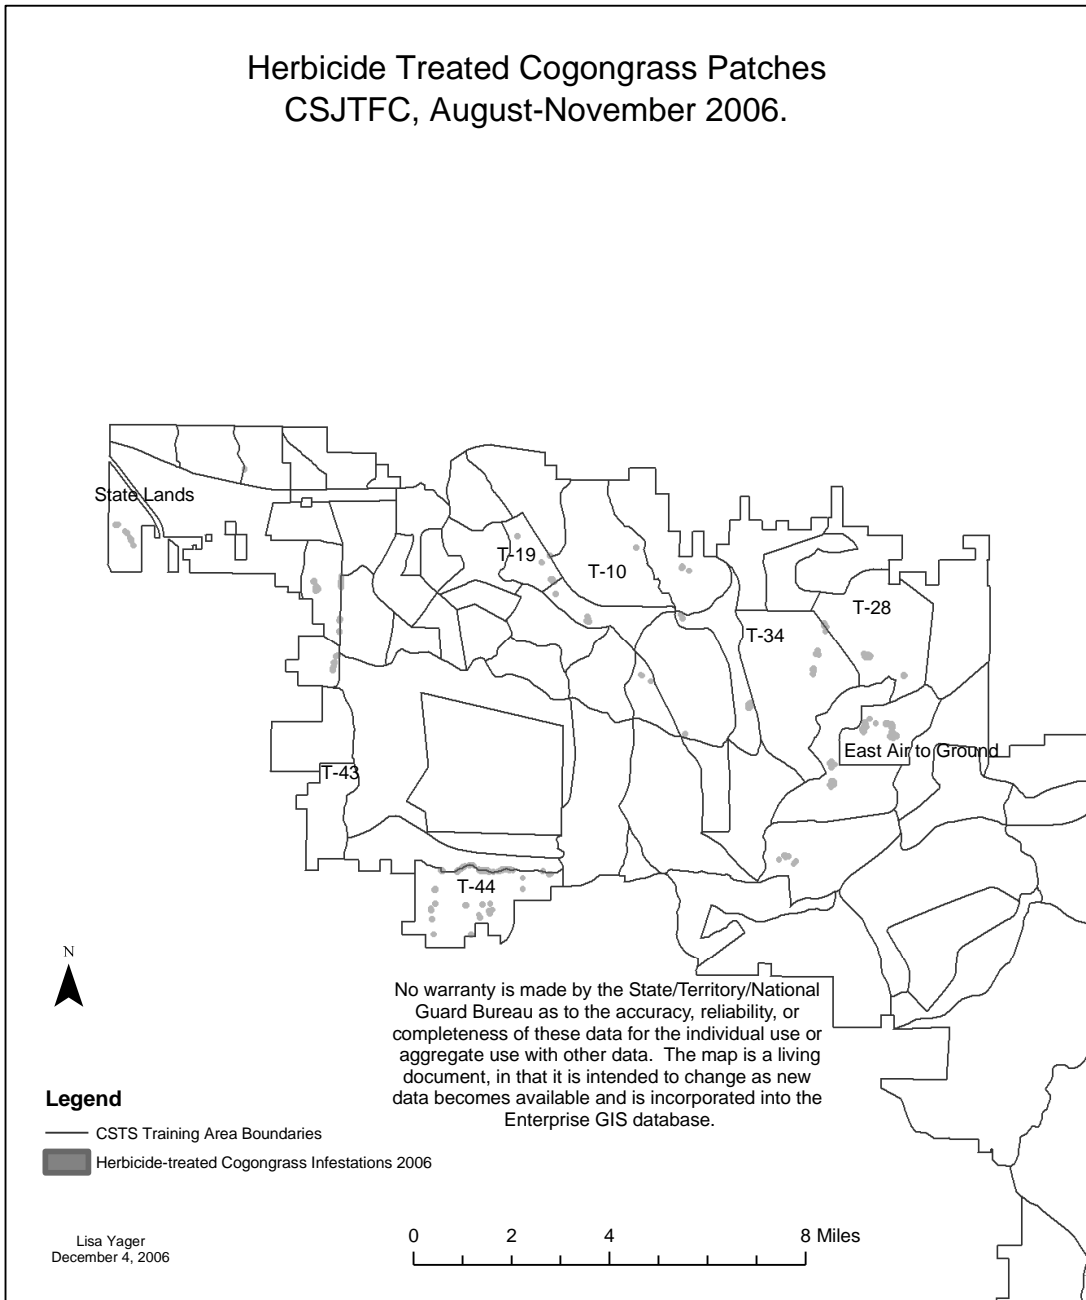 Herbicide Treated Cogongrass Patches
CSJTFC, August-November 2006.
State Lands
T-19
T-10
T-28
T-34
East Air to Ground
T-43
T-44
N
No warranty is made by the State/Territory/National
Guard Bureau as to the accuracy, reliability, or
completeness of these data for the individual use or
aggregate use with other data. The map is a living
document, in that it is intended to change as new
data becomes available and is incorporated into the
Enterprise GIS database.
Legend
CSTS Training Area Boundaries
Herbicide-treated Cogongrass Infestations 2006
Lisa Yager
December 4, 2006
0 2 4 8 Miles